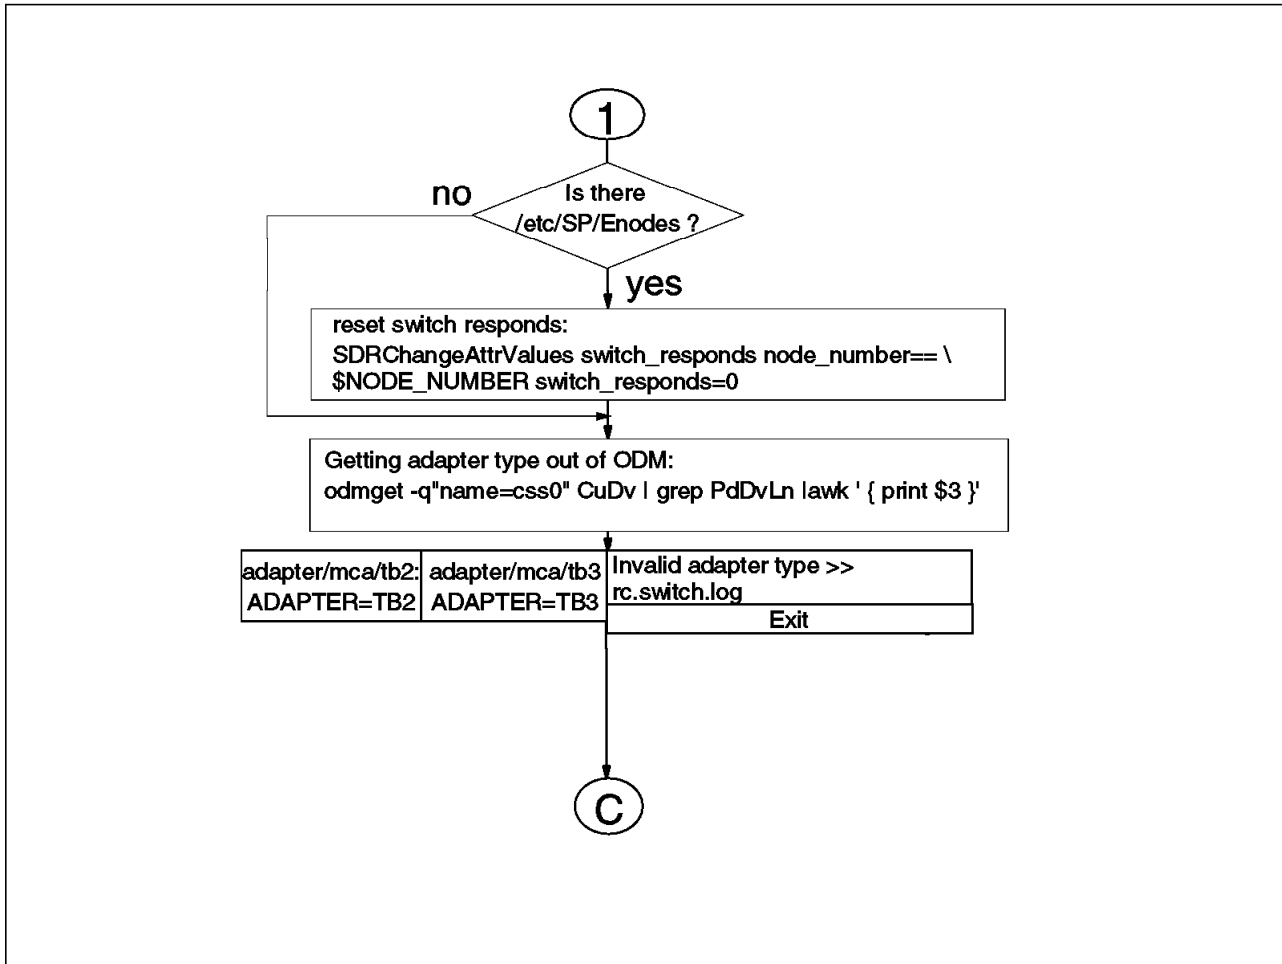 1
no
Is there
/etc/SP/Enodes ?
yes
reset switch responds:
SDRChangeAttrValues switch_responds node_number== \
$NODE_NUMBER switch_responds=0
Getting adapter type out of ODM:
odmget -q"name=css0" CuDv | grep PdDvLn |awk ' { print $3 }'
adapter/mca/tb2:
ADAPTER=TB2
adapter/mca/tb3
ADAPTER=TB3
Invalid adapter type >>
rc.switch.log
Exit
C